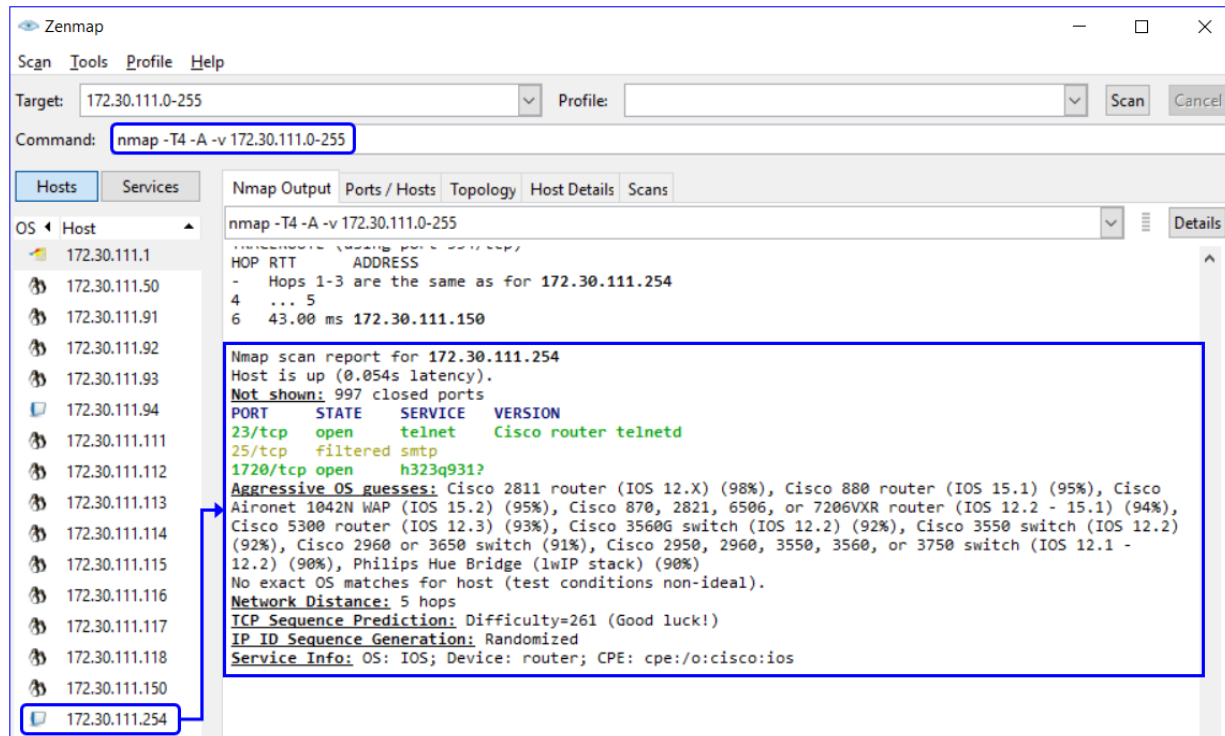 Zenmap
Scan Tools Profile Help
Target: 172.30.111.0-255 Profile: Scan Cancel
Command: nmap -T4 -A -v 172.30.111.0-255
Hosts Services
OS Host
172.30.111.1
172.30.111.50
172.30.111.91
172.30.111.92
172.30.111.93
172.30.111.94
172.30.111.111
172.30.111.112
172.30.111.113
172.30.111.114
172.30.111.115
172.30.111.116
172.30.111.117
172.30.111.118
172.30.111.150
172.30.111.254
Nmap Output Ports / Hosts Topology Host Details Scans
nmap -T4 -A -v 172.30.111.0-255 Details
HOP RTT ADDRESS
- Hops 1-3 are the same as for 172.30.111.254
4 ... 5
6 43.00 ms 172.30.111.150
Nmap scan report for 172.30.111.254
Host is up (0.054s latency).
Not shown: 997 closed ports
PORT STATE SERVICE VERSION
23/tcp open telnet Cisco router telnetd
25/tcp filtered smtp
1720/tcp open h323q931?
Aggressive OS guesses: Cisco 2811 router (IOS 12.X) (98%), Cisco 880 router (IOS 15.1) (95%), Cisco
Aironet 1042N WAP (IOS 15.2) (95%), Cisco 870, 2821, 6506, or 7206VXR router (IOS 12.2 - 15.1) (94%),
Cisco 5300 router (IOS 12.3) (93%), Cisco 3560G switch (IOS 12.2) (92%), Cisco 3550 switch (IOS 12.2)
(92%), Cisco 2960 or 3650 switch (91%), Cisco 2950, 2960, 3550, 3560, or 3750 switch (IOS 12.1 -
12.2) (90%), Philips Hue Bridge (lwIP stack) (90%)
No exact OS matches for host (test conditions non-ideal).
Network Distance: 5 hops
TCP Sequence Prediction: Difficulty=261 (Good luck!)
IP ID Sequence Generation: Randomized
Service Info: OS: IOS; Device: router; CPE: cpe:/o:cisco:ios